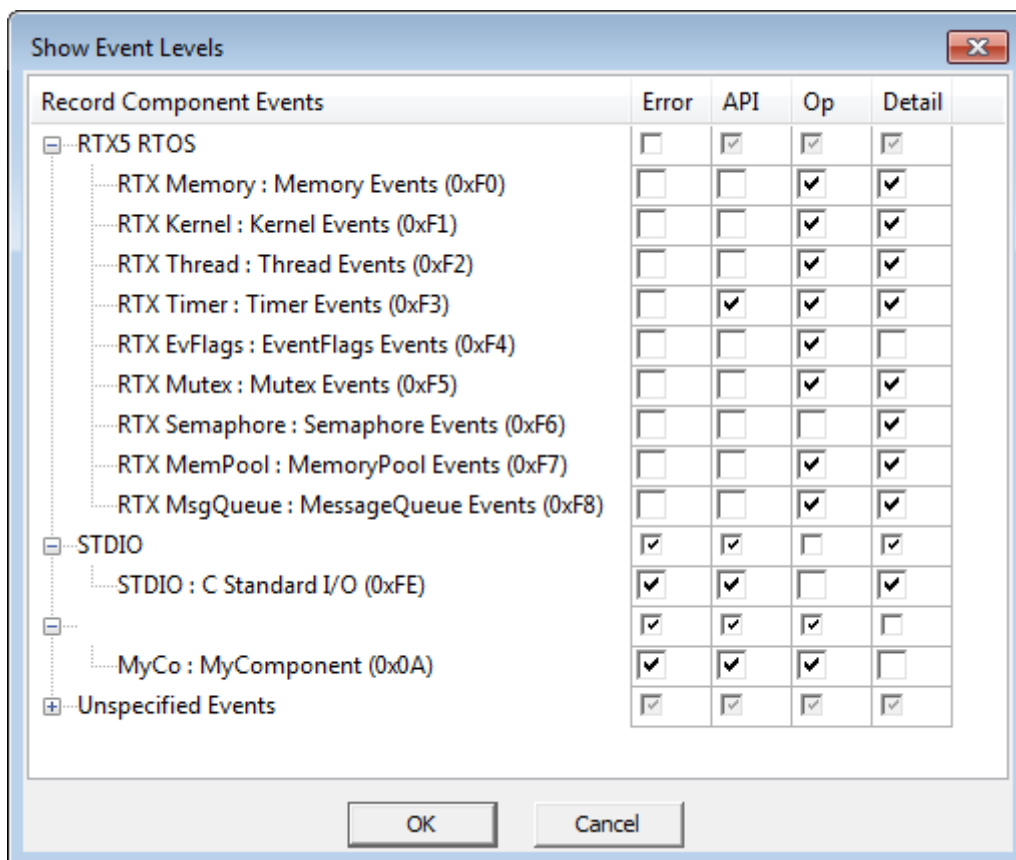 Show Event Levels
Record Component Events Error API Op Detail
RTX5 RTOS
RTX Memory : Memory Events (0xF0)
RTX Kernel : Kernel Events (0xF1)
RTX Thread : Thread Events (0xF2)
RTX Timer : Timer Events (0xF3)
RTX EvFlags : EventFlags Events (0xF4)
RTX Mutex : Mutex Events (0xF5)
RTX Semaphore : Semaphore Events (0xF6)
RTX MemPool : MemoryPool Events (0xF7)
RTX MsgQueue : MessageQueue Events (0xF8)
STDIO
STDIO : C Standard I/O (0xFE)
MyCo : MyComponent (0x0A)
Unspecified Events
OK Cancel